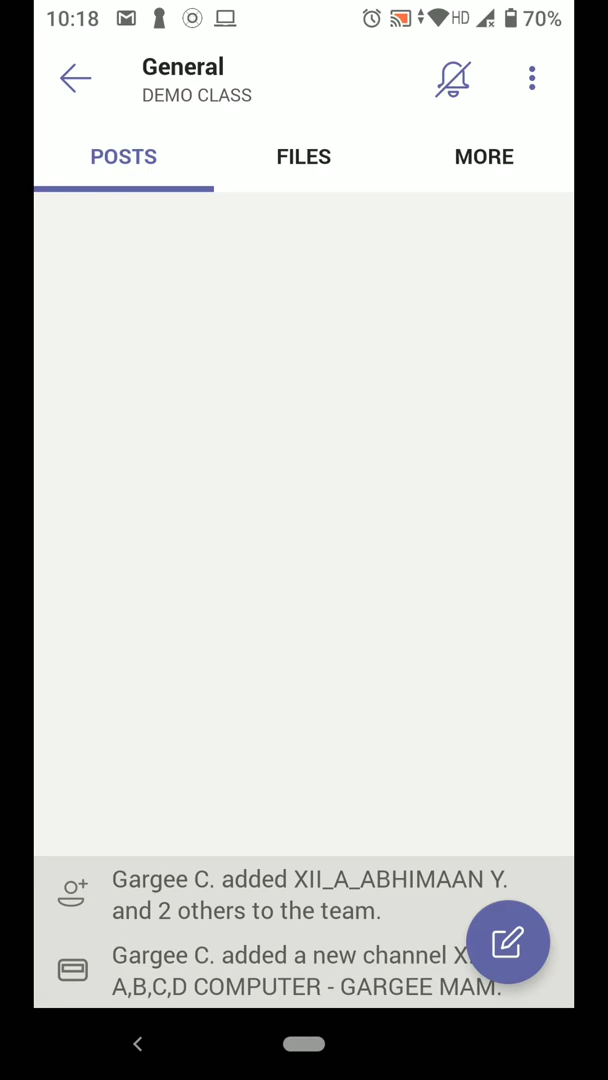 10:18 HD 70%
General
DEMO CLASS
POSTS FILES MORE
Gargee C. added XII_A_ABHIMAAN Y.
and 2 others to the team.
Gargee C. added a new channel
A,B,C,D COMPUTER - GARGEE MAM.